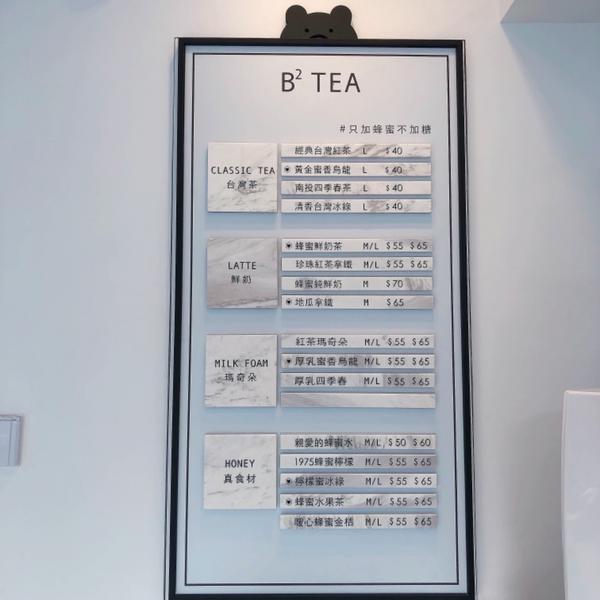 B² TEA
#只加蜂蜜不加糖
CLASSIC TEA
台灣茶
經典台灣紅茶 L $40
黃金蜜香烏龍 L $40
南投四季春茶 L $40
清香台灣冰綠 L $40
LATTE
鮮奶
蜂蜜鮮奶茶 M/L $55 $65
珍珠紅茶拿鐵 M/L $55 $65
蜂蜜純鮮奶 M $70
地瓜拿鐵 M $65
MILK FOAM
瑪奇朵
紅茶瑪奇朵 M/L $55 $65
厚乳蜜香烏龍 M/L $55 $65
厚乳四季春 M/L $55 $65
HONEY
真食材
親愛的蜂蜜水 M/L $50 $60
1975蜂蜜檸檬 M/L $55 $65
檸檬蜜冰綠 M/L $55 $65
蜂蜜水果茶 M/L $55 $65
暖心蜂蜜金桔 M/L $55 $65